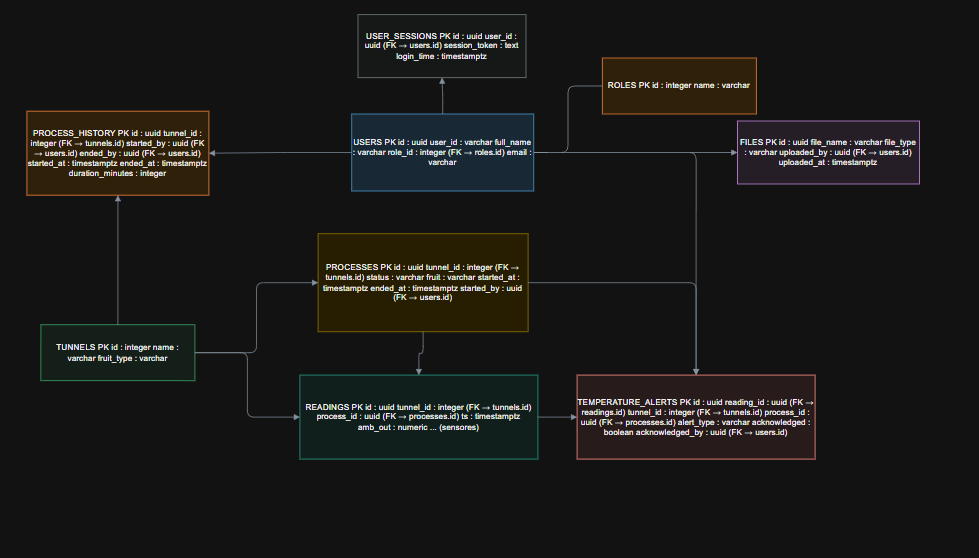 USER_SESSIONS PK id : uuid user_id :
uuid (FK → users.id) session_token : text
login_time : timestamptz
ROLES PK id : integer name : varchar
PROCESS_HISTORY PK id : uuid tunnel_id :
integer (FK → tunnels.id) started_by : uuid (FK
→ users.id) ended_by : uuid (FK → users.id)
started_at : timestamptz ended_at : timestamptz
duration_minutes : integer
USERS PK id : uuid user_id : varchar full_name
: varchar role_id : integer (FK → roles.id) email :
varchar
FILES PK id : uuid file_name : varchar file_type
: varchar uploaded_by : uuid (FK → users.id)
uploaded_at : timestamptz
PROCESSES PK id : uuid tunnel_id : integer (FK →
tunnels.id) status : varchar fruit : varchar started_at :
timestamptz ended_at : timestamptz started_by : uuid
(FK → users.id)
TUNNELS PK id : integer name :
varchar fruit_type : varchar
READINGS PK id : uuid tunnel_id : integer (FK → tunnels.id)
process_id : uuid (FK → processes.id) ts : timestamptz
amb_out : numeric ... (sensores)
TEMPERATURE_ALERTS PK id : uuid reading_id : uuid (FK →
readings.id) tunnel_id : integer (FK → tunnels.id) process_id :
uuid (FK → processes.id) alert_type : varchar acknowledged :
boolean acknowledged_by : uuid (FK → users.id)